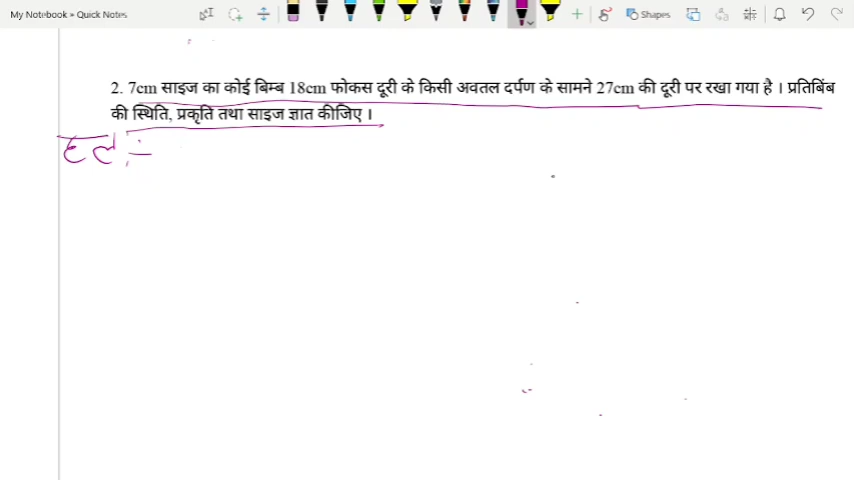 My Notebook » Quick Notes
Shapes
2. 7cm साइज का कोई बिम्ब 18cm फोकस दूरी के किसी अवतल दर्पण के सामने 27cm की दूरी पर रखा गया है । प्रतिबिंब
की स्थिति, प्रकृति तथा साइज ज्ञात कीजिए ।
हल :-